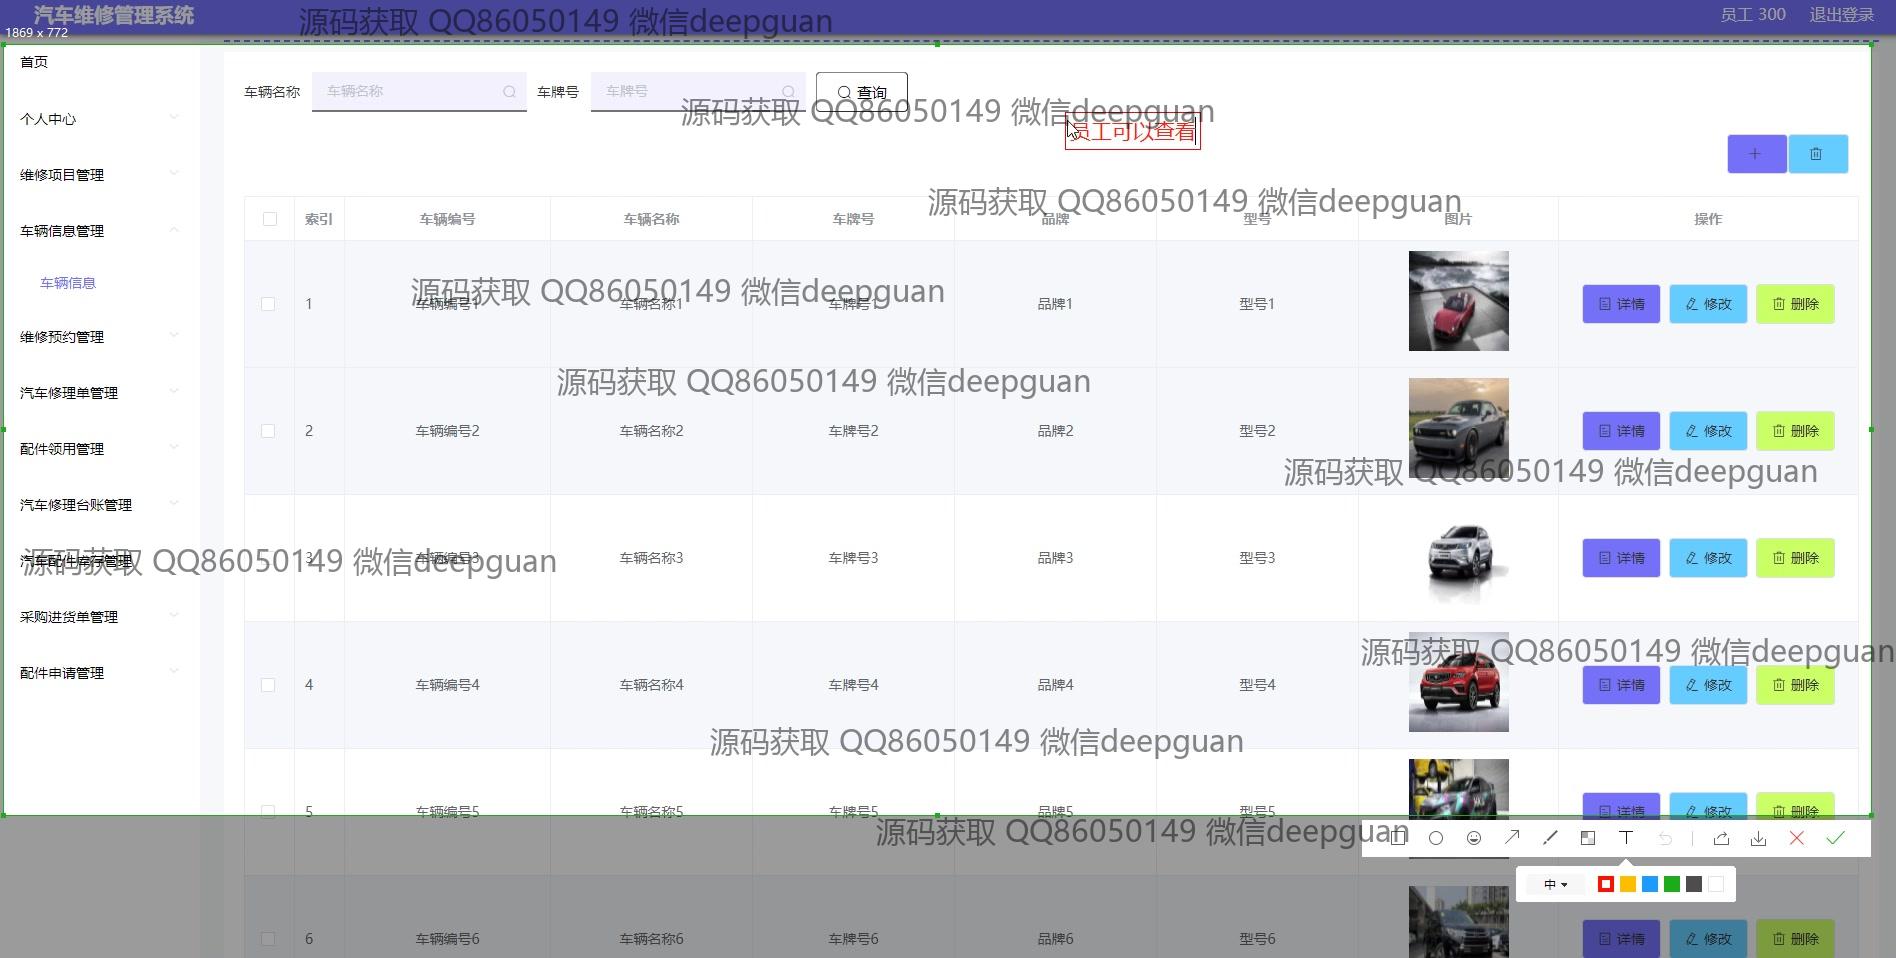 汽车维修管理系统
源码获取 QQ86050149 微信deepguan
员工 300
退出登录
1869 x 772
首页
车辆名称
车辆名称
车牌号
车牌号
查询
源码获取 QQ86050149 微信deepguan
员工可以查看
个人中心
维修项目管理
车辆信息管理
车辆信息
维修预约管理
汽车修理单管理
配件领用管理
汽车修理台账管理
汽车配件库存管理
采购进货单管理
配件申请管理
源码获取 QQ86050149 微信deepguan
索引 车辆编号 车辆名称 车牌号 品牌 型号 图片 操作
源码获取 QQ86050149 微信deepguan
1 车辆编号1 车辆名称1 车牌号1 品牌1 型号1 详情 修改 删除
源码获取 QQ86050149 微信deepguan
2 车辆编号2 车辆名称2 车牌号2 品牌2 型号2 详情 修改 删除
源码获取 QQ86050149 微信deepguan
3 车辆编号3 车辆名称3 车牌号3 品牌3 型号3 详情 修改 删除
源码获取 QQ86050149 微信deepguan
源码获取 QQ86050149 微信deepguan
4 车辆编号4 车辆名称4 车牌号4 品牌4 型号4 详情 修改 删除
源码获取 QQ86050149 微信deepguan
5 车辆编号5 车辆名称5 车牌号5 品牌5 型号5 详情 修改 删除
源码获取 QQ86050149 微信deepguan
中
6 车辆编号6 车辆名称6 车牌号6 品牌6 型号6 详情 修改 删除